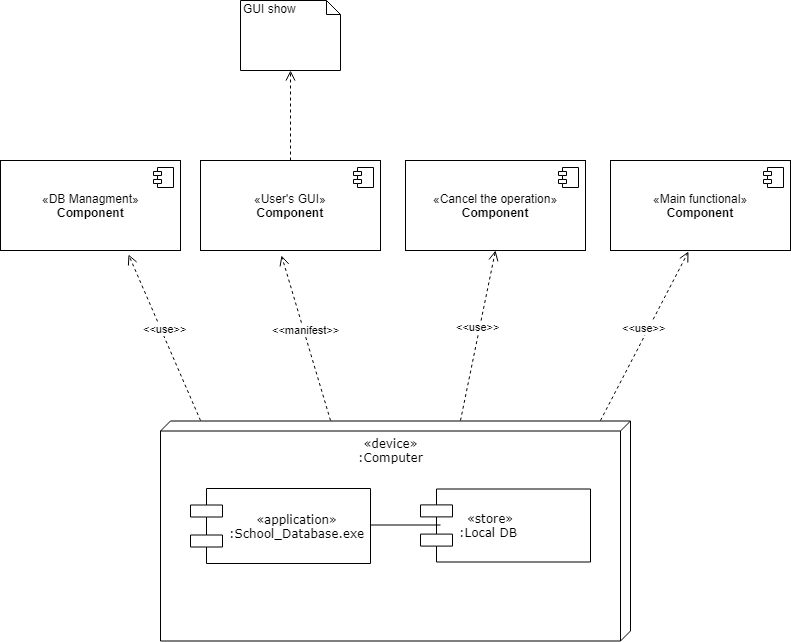 GUI show
«DB Managment»
Component
«User's GUI»
Component
«Cancel the operation»
Component
«Main functional»
Component
<<use>>
<<manifest>>
<<use>>
<<use>>
«device»
:Computer
«application»
:School_Database.exe
«store»
:Local DB